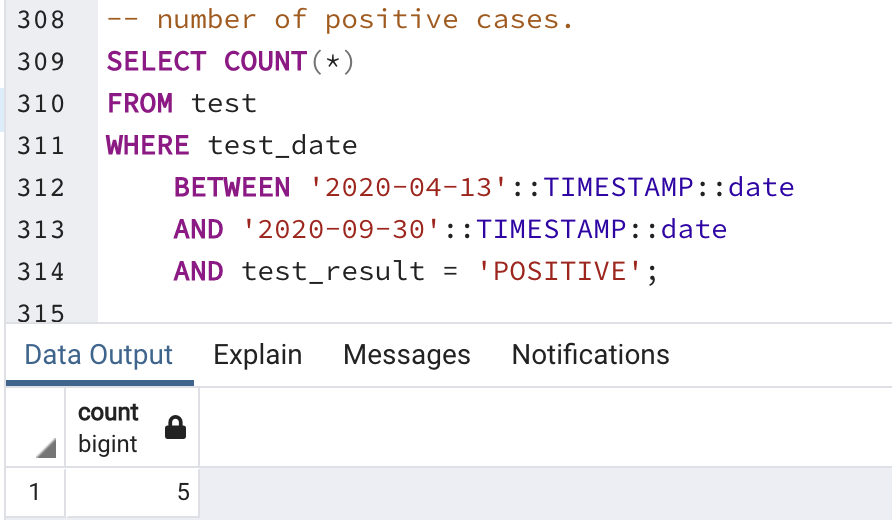 308 -- number of positive cases.
309 SELECT COUNT(*)
310 FROM test
311 WHERE test_date
312 BETWEEN '2020-04-13'::TIMESTAMP::date
313 AND '2020-09-30'::TIMESTAMP::date
314 AND test_result = 'POSITIVE';
315
Data Output Explain Messages Notifications
count
bigint
1 5